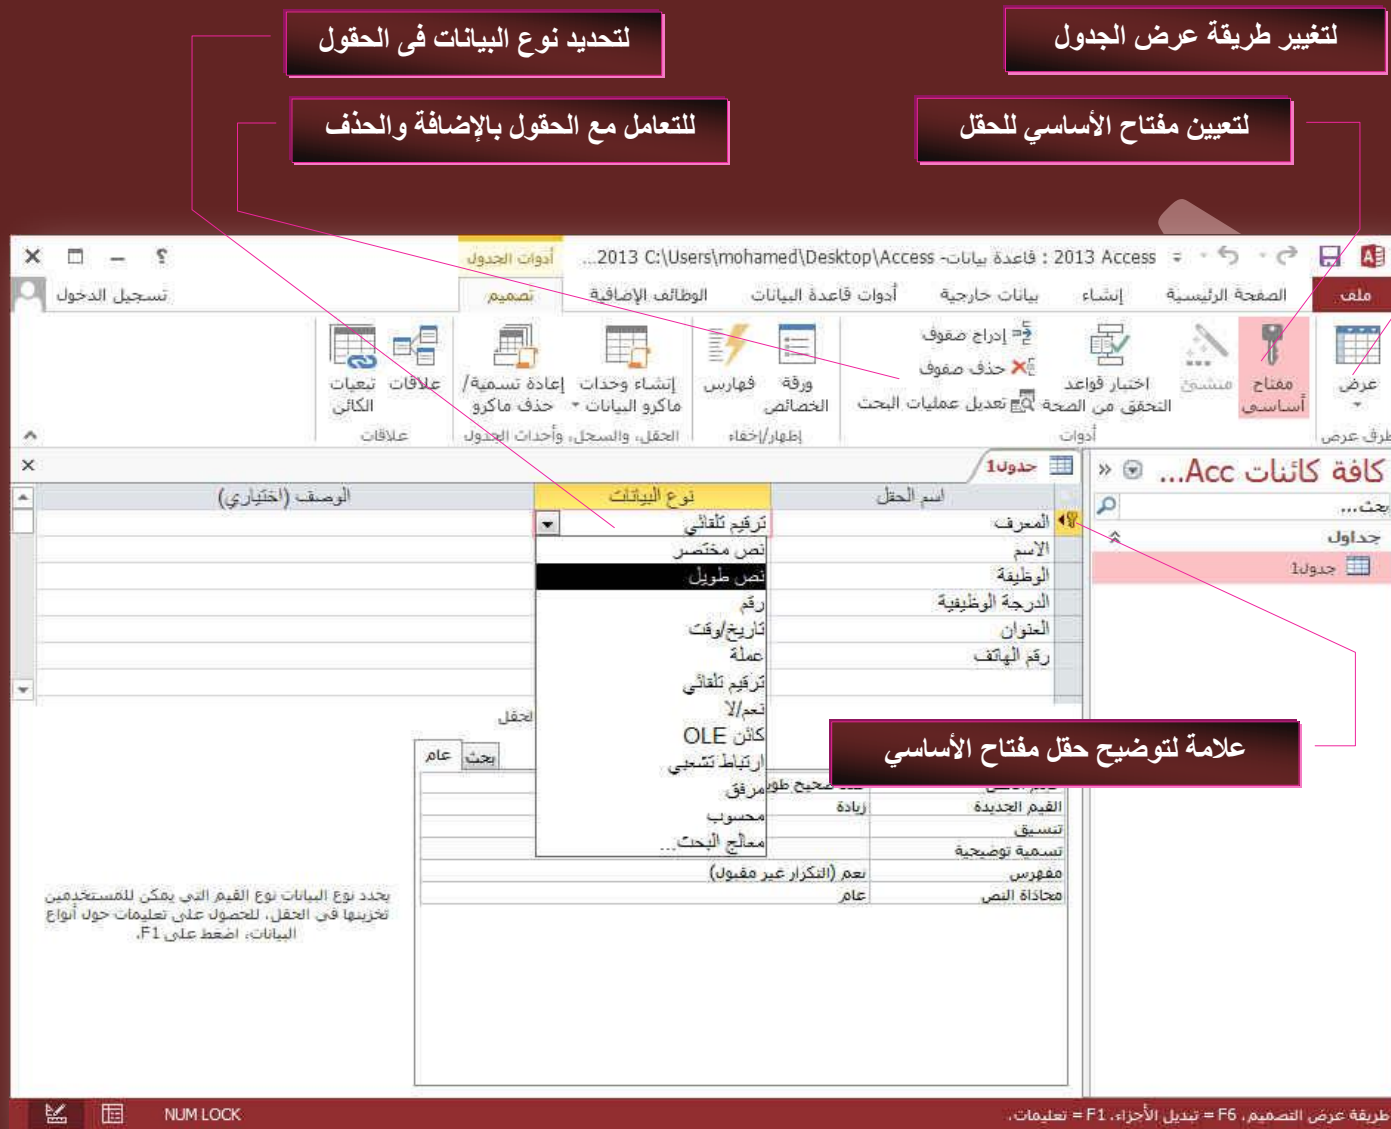 لتغيير طريقة عرض الجدول
لتحديد نوع البيانات فى الحقول
لتعيين مفتاح الأساسي للحقل
للتعامل مع الحقول بالإضافة والحذف
2013 Access : قاعدة بيانات- 2013 C:\Users\mohamed\Desktop\Access...
أدوات الجدول
ملف
الصفحة الرئيسية
إنشاء
بيانات خارجية
أدوات قاعدة البيانات
الوظائف الإضافية
تصميم
تسجيل الدخول
عرض
مفتاح
أساسي
منشئ
اختبار قواعد
التحقق من الصحة
إدراج صفوف
حذف صفوف
تعديل عمليات البحث
ورقة
الخصائص
فهارس
إنشاء وحدات
ماكرو البيانات
إعادة تسمية/
حذف ماكرو
علاقات
تبعيات
الكائن
طرق عرض
أدوات
إظهار/إخفاء
الحقل، والسجل، وأحداث الجدول
علاقات
كافة كائنات Acc...
بحث...
جداول
جدول1
جدول1
اسم الحقل
نوع البيانات
الوصف (اختياري)
المعرف
ترقيم تلقائي
الاسم
الوظيفة
الدرجة الوظيفية
العنوان
رقم الهاتف
نص مختصر
نص طويل
رقم
تاريخ/وقت
عملة
ترقيم تلقائي
نعم/لا
كائن OLE
ارتباط تشعبي
مرفق
محسوب
معالج البحث...
علامة لتوضيح حقل مفتاح الأساسي
الحقل
عام
بحث
صحيح طويل
القيم الجديدة
زيادة
تنسيق
تسمية توضيحية
مفهرس
نعم (التكرار غير مقبول)
محاذاة النص
عام
يحدد نوع البيانات نوع القيم التي يمكن للمستخدمين
تخزينها في الحقل. للحصول على تعليمات حول أنواع
البيانات، اضغط على F1.
طريقة عرض التصميم. F6 = تبديل الأجزاء. F1 = تعليمات.
NUM LOCK